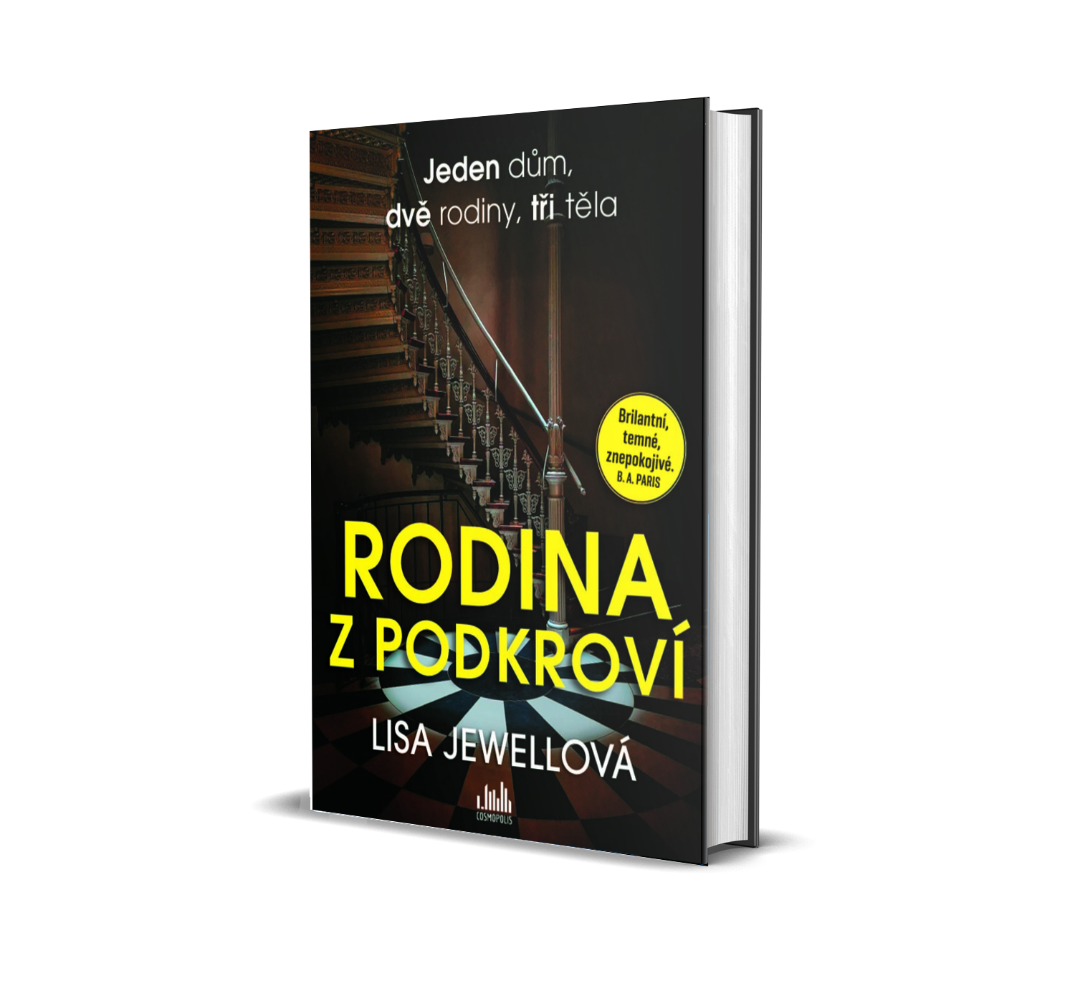 Jeden dům,
dvě rodiny, tři těla
Brilantní,
temné,
znepokojivé.
B. A. PARIS
RODINA
Z PODKROVÍ
LISA JEWELLOVÁ
COSMOPOLIS